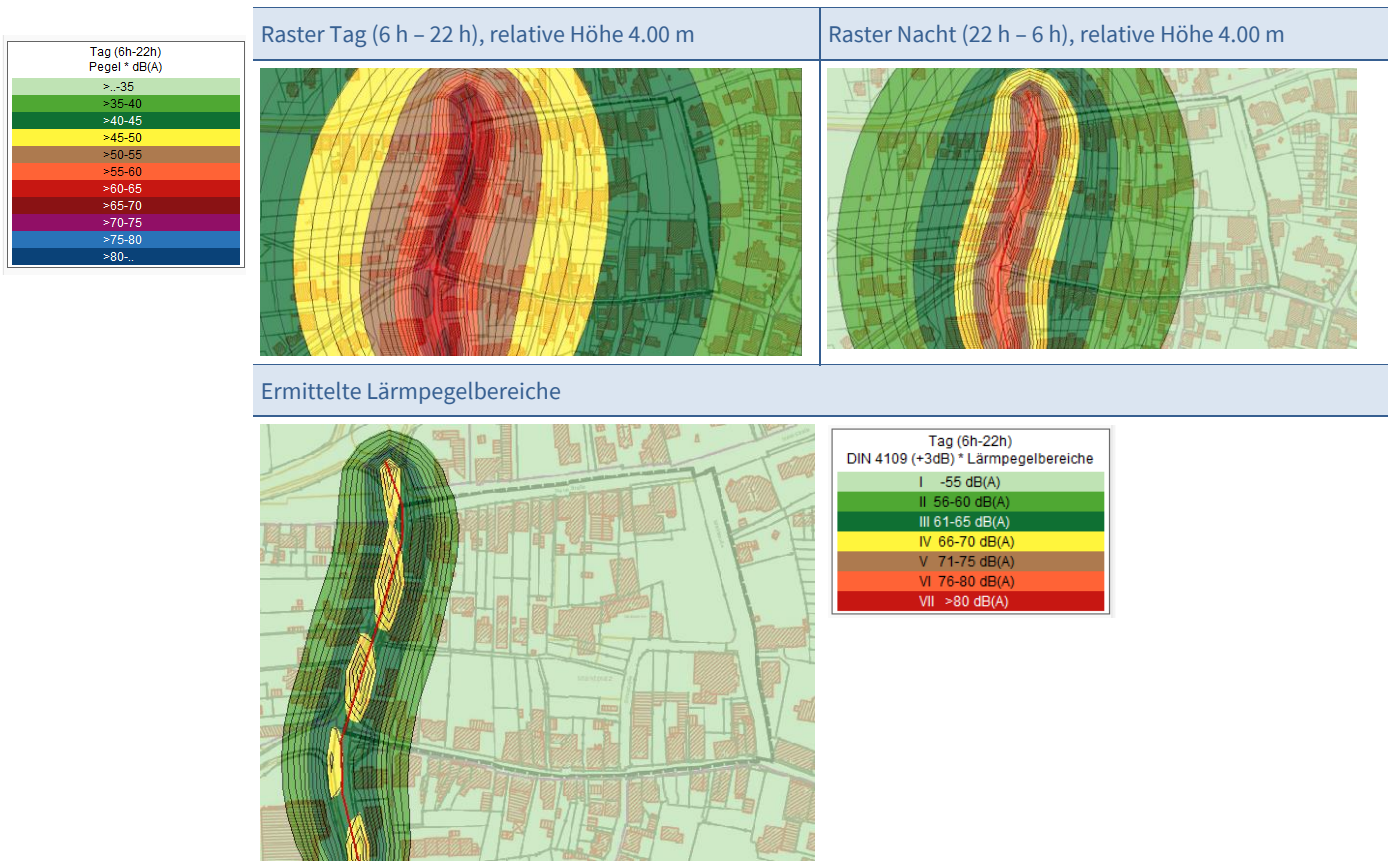 Raster Tag (6 h – 22 h), relative Höhe 4.00 m
Raster Nacht (22 h – 6 h), relative Höhe 4.00 m
Tag (6h-22h)
Pegel * dB(A)
>..-35
>35-40
>40-45
>45-50
>50-55
>55-60
>60-65
>65-70
>70-75
>75-80
>80-..
Ermittelte Lärmpegelbereiche
Tag (6h-22h)
DIN 4109 (+3dB) * Lärmpegelbereiche
I -55 dB(A)
II 56-60 dB(A)
III 61-65 dB(A)
IV 66-70 dB(A)
V 71-75 dB(A)
VI 76-80 dB(A)
VII >80 dB(A)